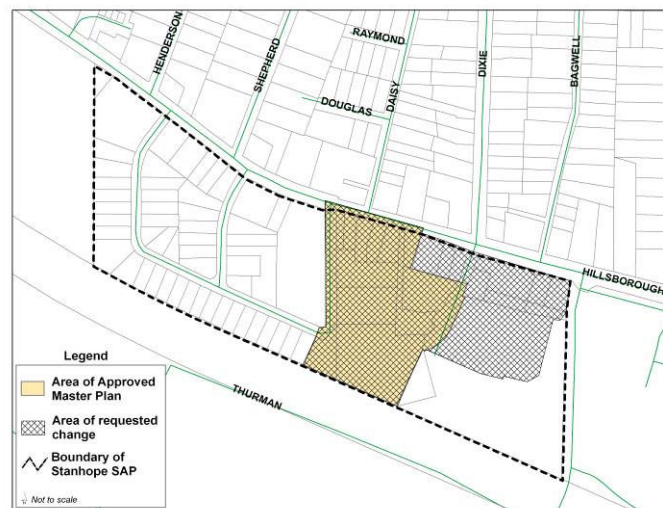 RAYMOND
HENDERSON
SHEPHERD
DIXIE
BAGWELL
DAISY
DOUGLAS
HILLSBOROUGH
THURMAN
Legend
Area of Approved
Master Plan
Area of requested
change
Boundary of
Stanhope SAP
Not to scale